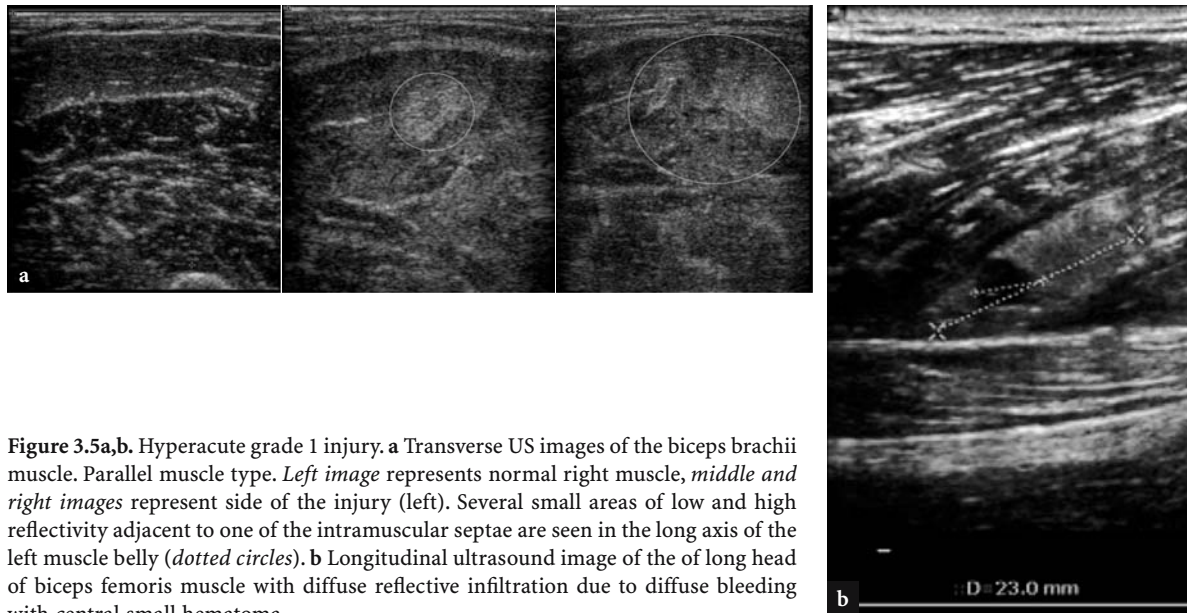 a
b
D=23.0 mm
Figure 3.5a,b. Hyperacute grade 1 injury. a Transverse US images of the biceps brachii
muscle. Parallel muscle type. Left image represents normal right muscle, middle and
right images represent side of the injury (left). Several small areas of low and high
reflectivity adjacent to one of the intramuscular septae are seen in the long axis of the
left muscle belly (dotted circles). b Longitudinal ultrasound image of the of long head
of biceps femoris muscle with diffuse reflective infiltration due to diffuse bleeding
with central small hematoma